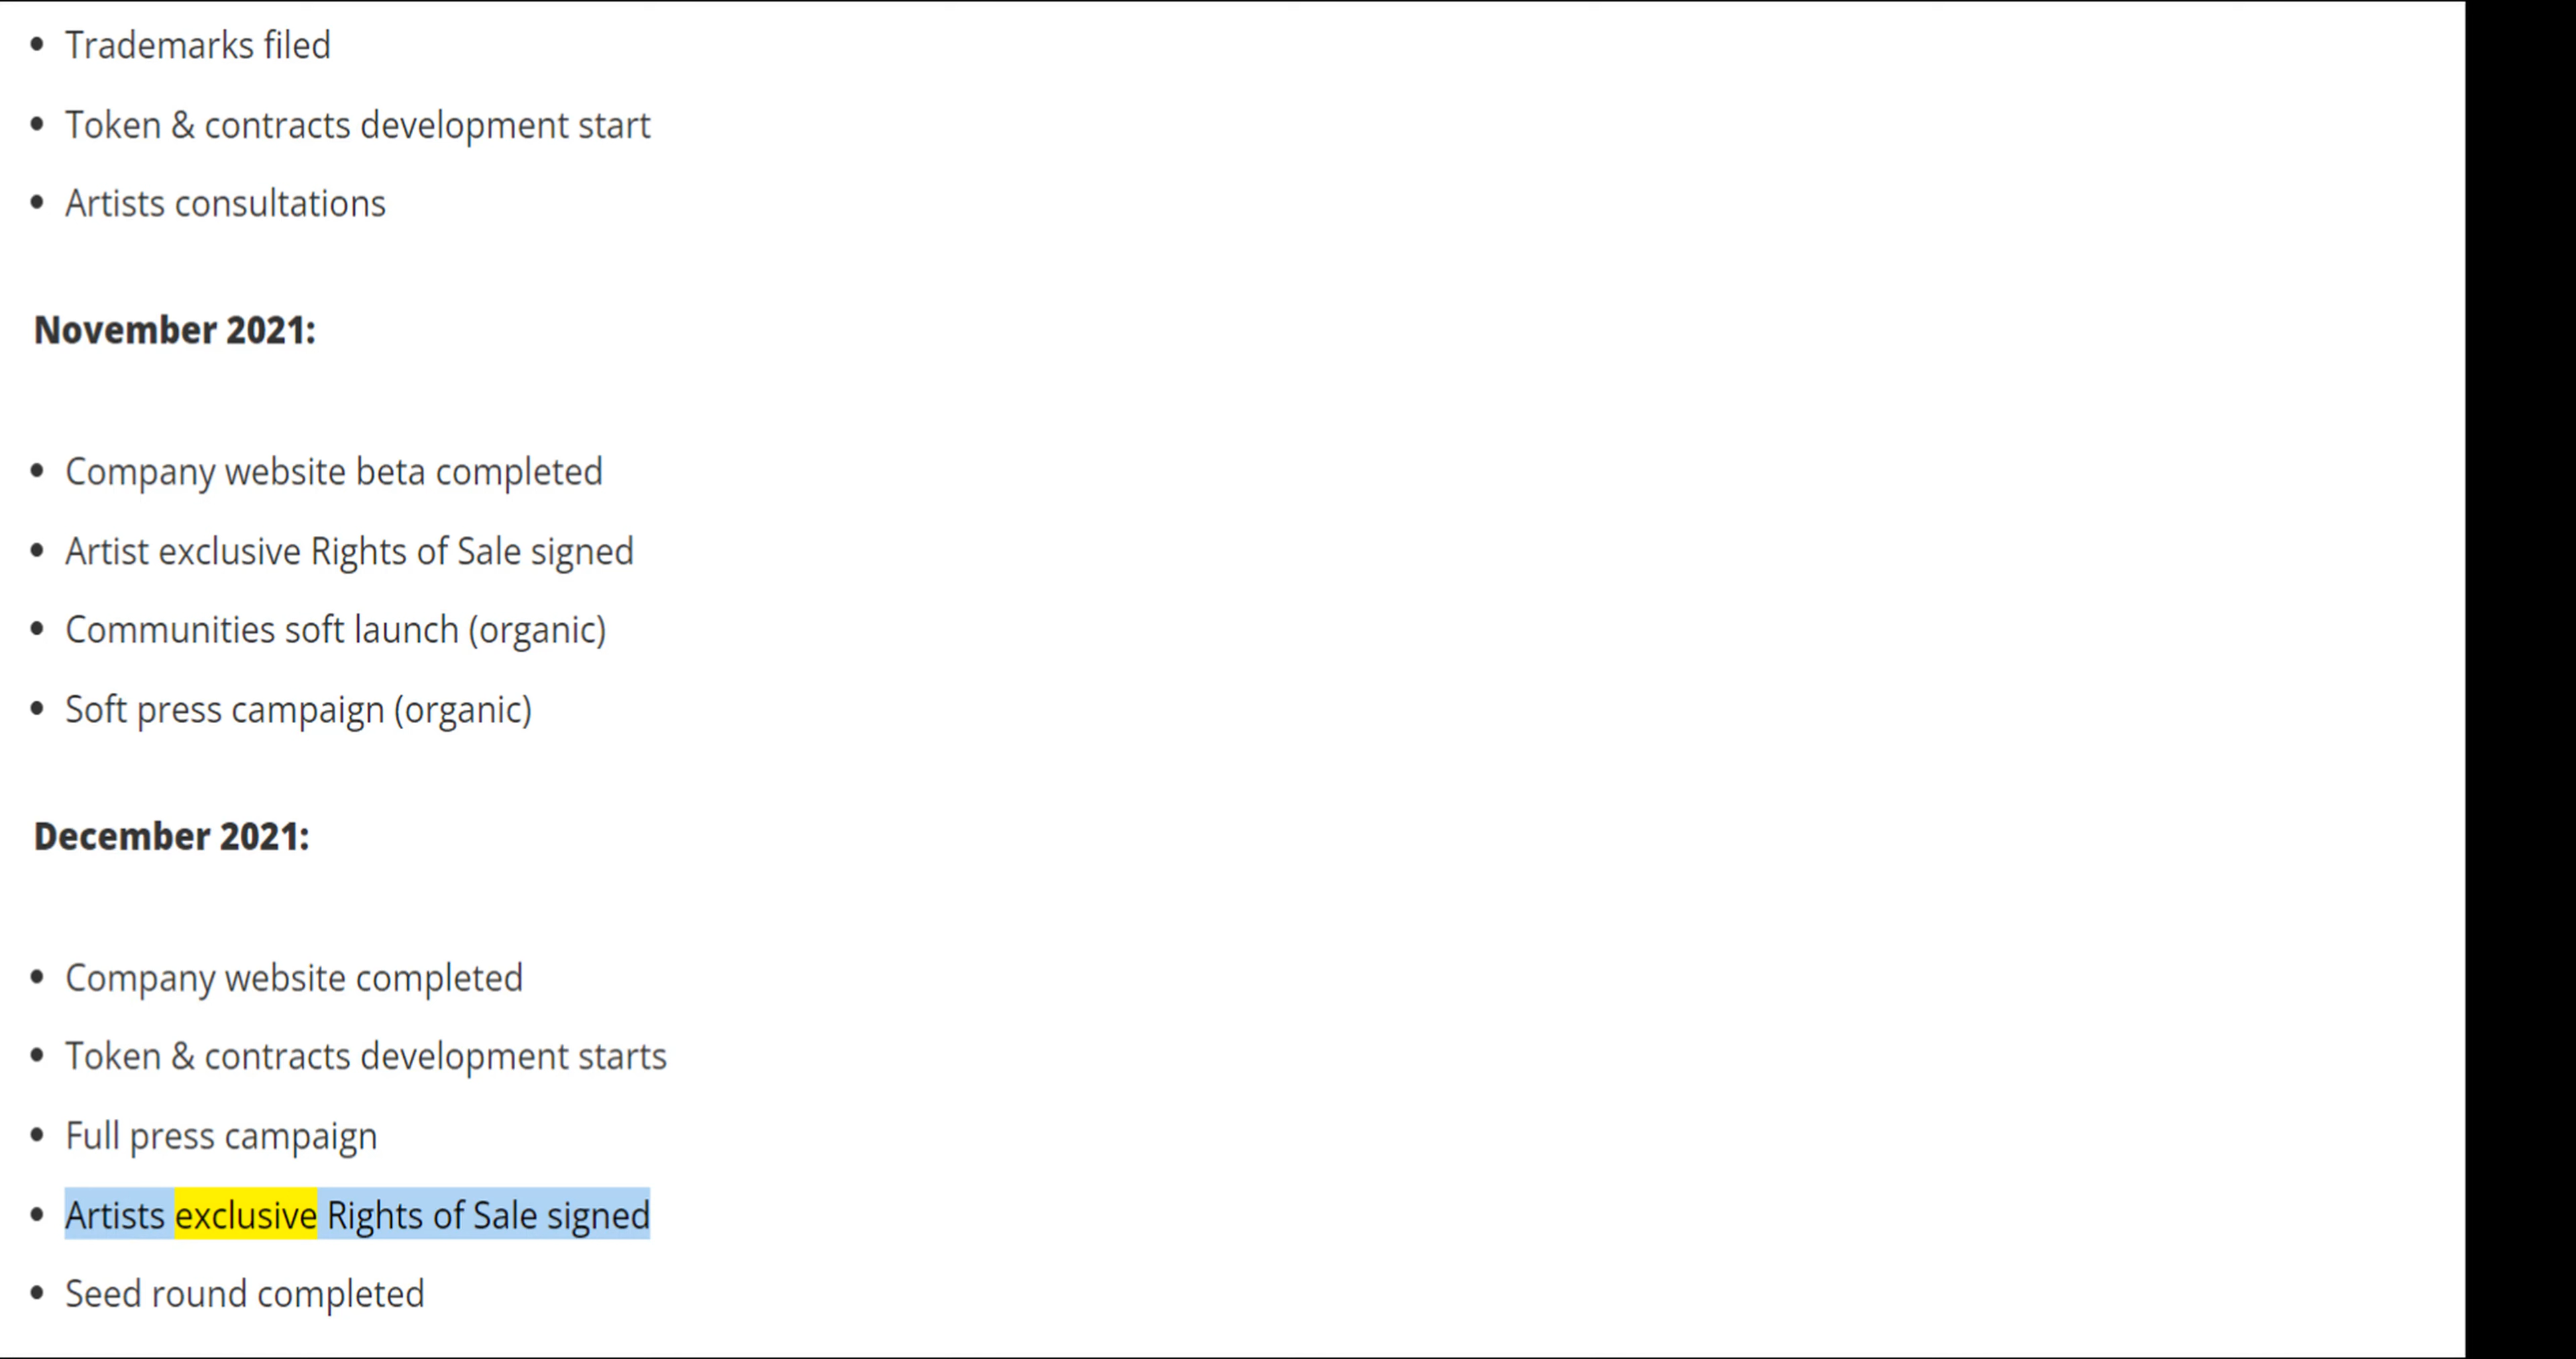 Trademarks filed
Token & contracts development start
Artists consultations
November 2021:
Company website beta completed
Artist exclusive Rights of Sale signed
Communities soft launch (organic)
Soft press campaign (organic)
December 2021:
Company website completed
Token & contracts development starts
Full press campaign
Artists exclusive Rights of Sale signed
Seed round completed